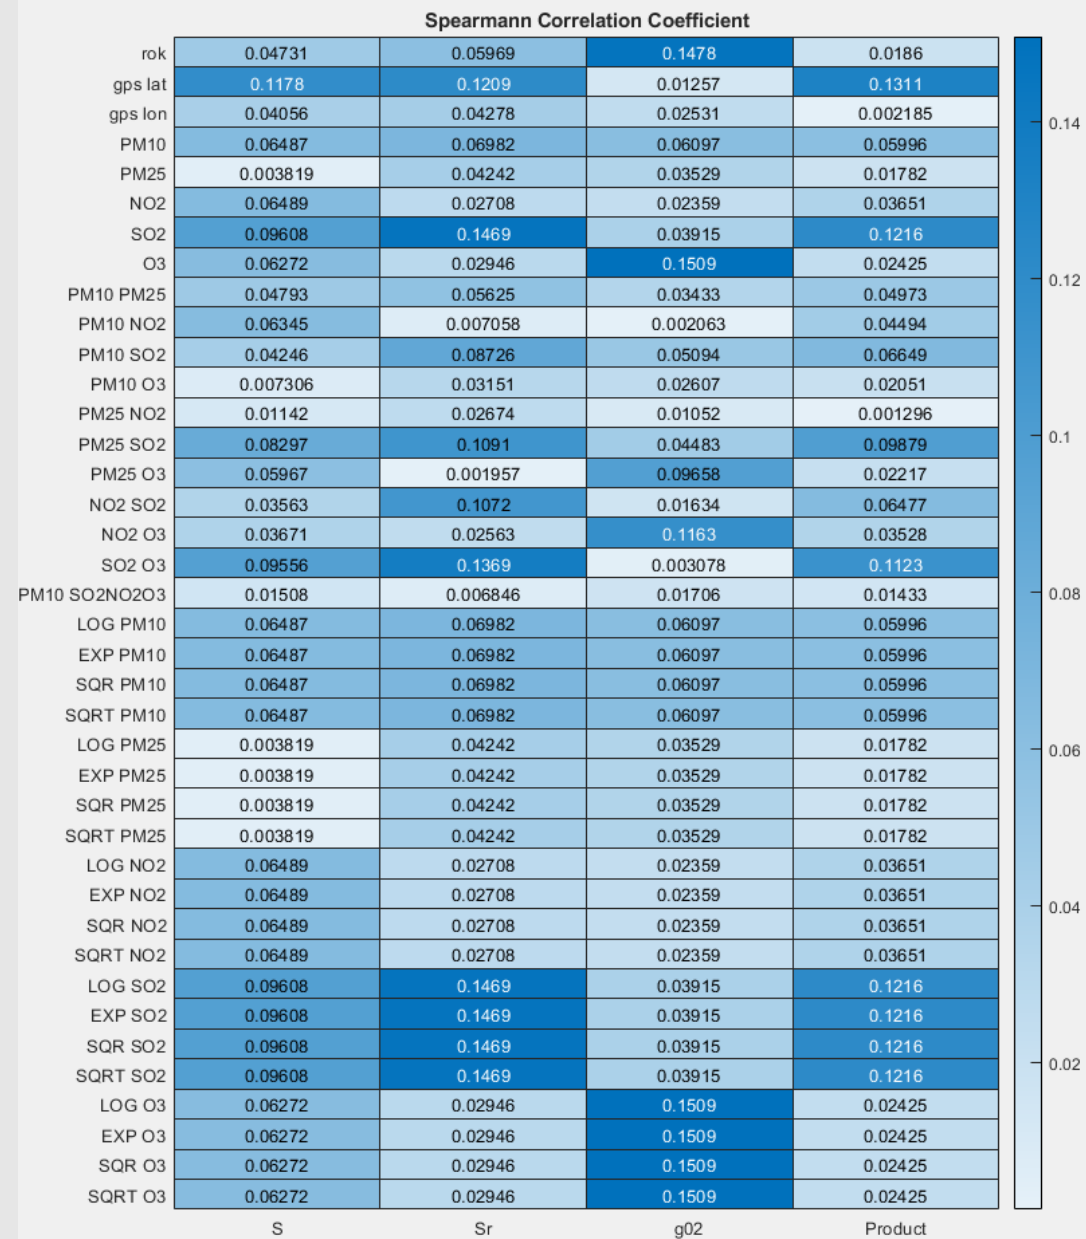 Spearmann Correlation Coefficient
rok 0.04731 0.05969 0.1478 0.0186
gps lat 0.1178 0.1209 0.01257 0.1311
gps lon 0.04056 0.04278 0.02531 0.002185
PM10 0.06487 0.06982 0.06097 0.05996
PM25 0.003819 0.04242 0.03529 0.01782
NO2 0.06489 0.02708 0.02359 0.03651
SO2 0.09608 0.1469 0.03915 0.1216
O3 0.06272 0.02946 0.1509 0.02425
PM10 PM25 0.04793 0.05625 0.03433 0.04973
PM10 NO2 0.06345 0.007058 0.002063 0.04494
PM10 SO2 0.04246 0.08726 0.05094 0.06649
PM10 O3 0.007306 0.03151 0.02607 0.02051
PM25 NO2 0.01142 0.02674 0.01052 0.001296
PM25 SO2 0.08297 0.1091 0.04483 0.09879
PM25 O3 0.05967 0.001957 0.09658 0.02217
NO2 SO2 0.03563 0.1072 0.01634 0.06477
NO2 O3 0.03671 0.02563 0.1163 0.03528
SO2 O3 0.09556 0.1369 0.003078 0.1123
PM10 SO2NO2O3 0.01508 0.006846 0.01706 0.01433
LOG PM10 0.06487 0.06982 0.06097 0.05996
EXP PM10 0.06487 0.06982 0.06097 0.05996
SQR PM10 0.06487 0.06982 0.06097 0.05996
SQRT PM10 0.06487 0.06982 0.06097 0.05996
LOG PM25 0.003819 0.04242 0.03529 0.01782
EXP PM25 0.003819 0.04242 0.03529 0.01782
SQR PM25 0.003819 0.04242 0.03529 0.01782
SQRT PM25 0.003819 0.04242 0.03529 0.01782
LOG NO2 0.06489 0.02708 0.02359 0.03651
EXP NO2 0.06489 0.02708 0.02359 0.03651
SQR NO2 0.06489 0.02708 0.02359 0.03651
SQRT NO2 0.06489 0.02708 0.02359 0.03651
LOG SO2 0.09608 0.1469 0.03915 0.1216
EXP SO2 0.09608 0.1469 0.03915 0.1216
SQR SO2 0.09608 0.1469 0.03915 0.1216
SQRT SO2 0.09608 0.1469 0.03915 0.1216
LOG O3 0.06272 0.02946 0.1509 0.02425
EXP O3 0.06272 0.02946 0.1509 0.02425
SQR O3 0.06272 0.02946 0.1509 0.02425
SQRT O3 0.06272 0.02946 0.1509 0.02425
S Sr g02 Product
0.14
0.12
0.1
0.08
0.06
0.04
0.02